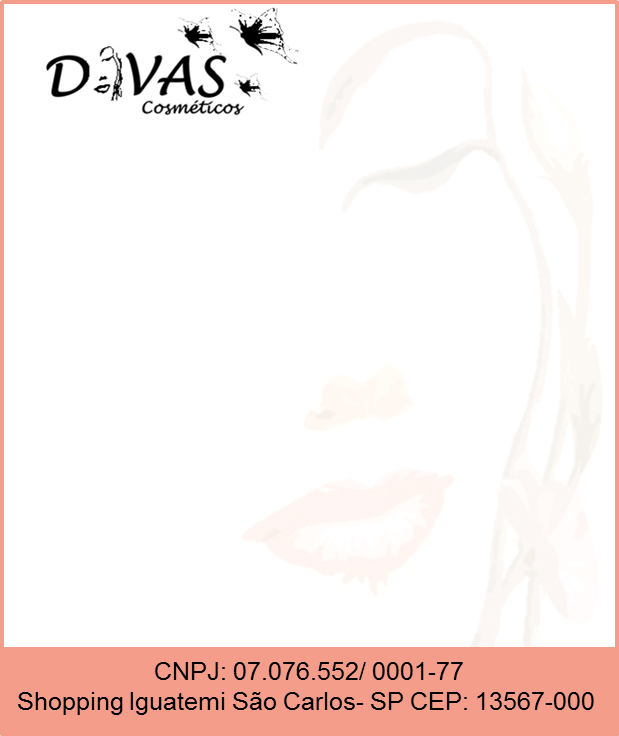 DIVAS
Cosméticos
CNPJ: 07.076.552/ 0001-77
Shopping Iguatemi São Carlos- SP CEP: 13567-000